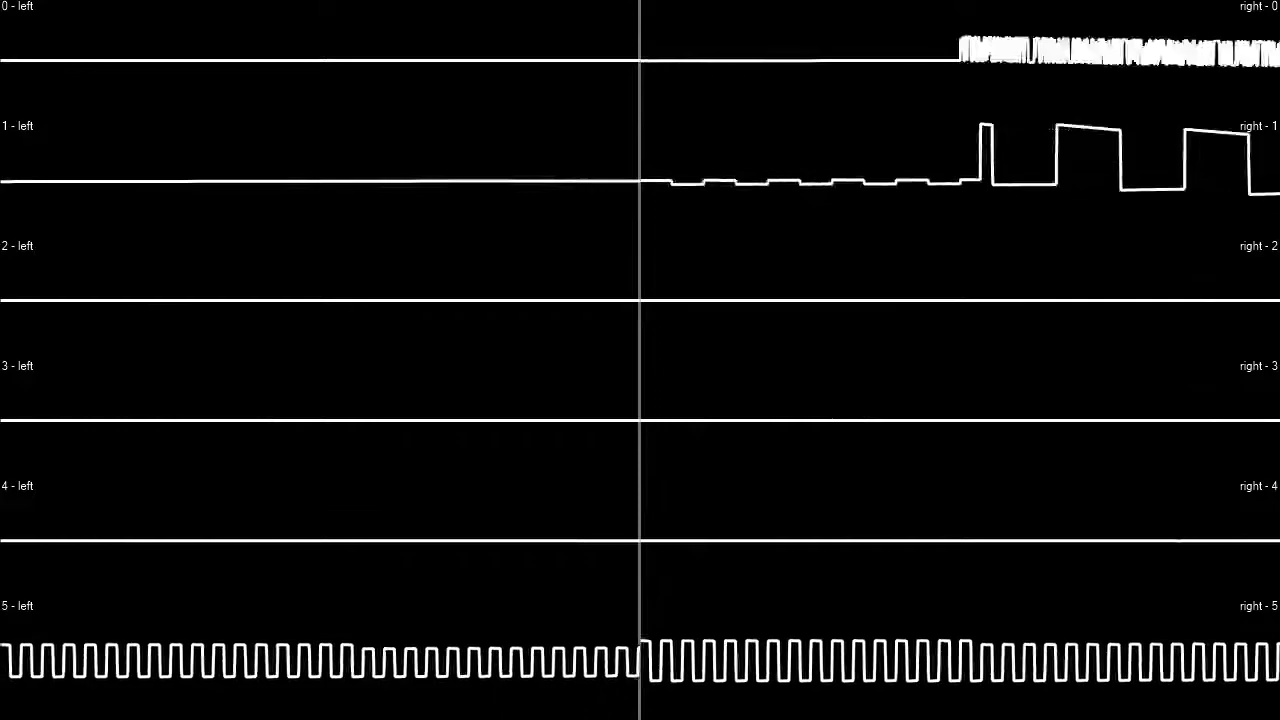 0 - left
right - 0
1 - left
right - 1
2 - left
right - 2
3 - left
right - 3
4 - left
right - 4
5 - left
right - 5